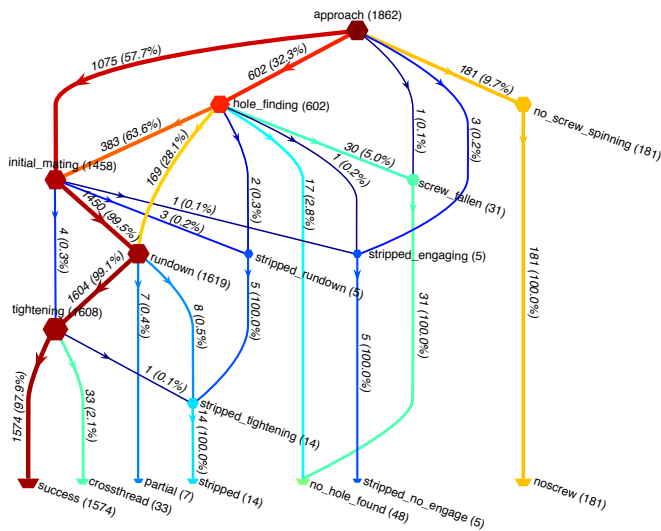 approach (1862)
1075 (57.7%)
602 (32.3%)
181 (9.7%)
1 (0.1%)
3 (0.2%)
hole_finding (602)
no_screw_spinning (181)
383 (63.6%)
169 (28.1%)
2 (0.3%)
17 (2.8%)
1 (0.2%)
30 (5.0%)
initial_mating (1458)
screw_fallen (31)
1450 (99.5%)
1 (0.1%)
3 (0.2%)
4 (0.3%)
rundown (1619)
stripped_rundown (5)
stripped_engaging (5)
181 (100.0%)
1604 (99.1%)
7 (0.4%)
8 (0.5%)
5 (100.0%)
5 (100.0%)
31 (100.0%)
tightening (1608)
1574 (97.9%)
33 (2.1%)
1 (0.1%)
stripped_tightening (14)
14 (100.0%)
success (1574)
crossthread (33)
partial (7)
stripped (14)
no_hole_found (48)
stripped_no_engage (5)
noscrew (181)